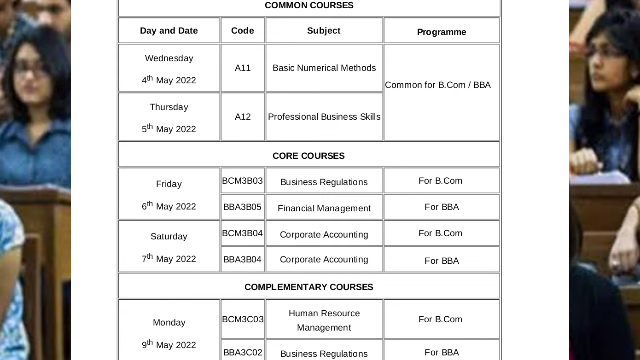 COMMON COURSES
Day and Date Code Subject Programme
Wednesday
4th May 2022
A11 Basic Numerical Methods
Common for B.Com / BBA
Thursday
5th May 2022
A12 Professional Business Skills
CORE COURSES
Friday
6th May 2022
BCM3B03 Business Regulations For B.Com
BBA3B05 Financial Management For BBA
Saturday
7th May 2022
BCM3B04 Corporate Accounting For B.Com
BBA3B04 Corporate Accounting For BBA
COMPLEMENTARY COURSES
Monday
9th May 2022
BCM3C03 Human Resource
Management
For B.Com
BBA3C02 Business Regulations For BBA